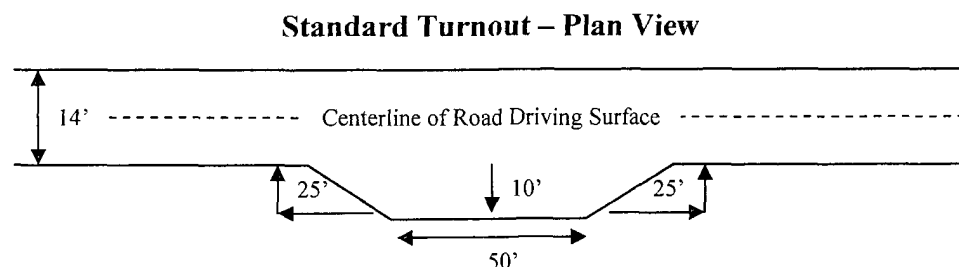 Standard Turnout – Plan View
14’
Centerline of Road Driving Surface
25’
10’
25’
50’